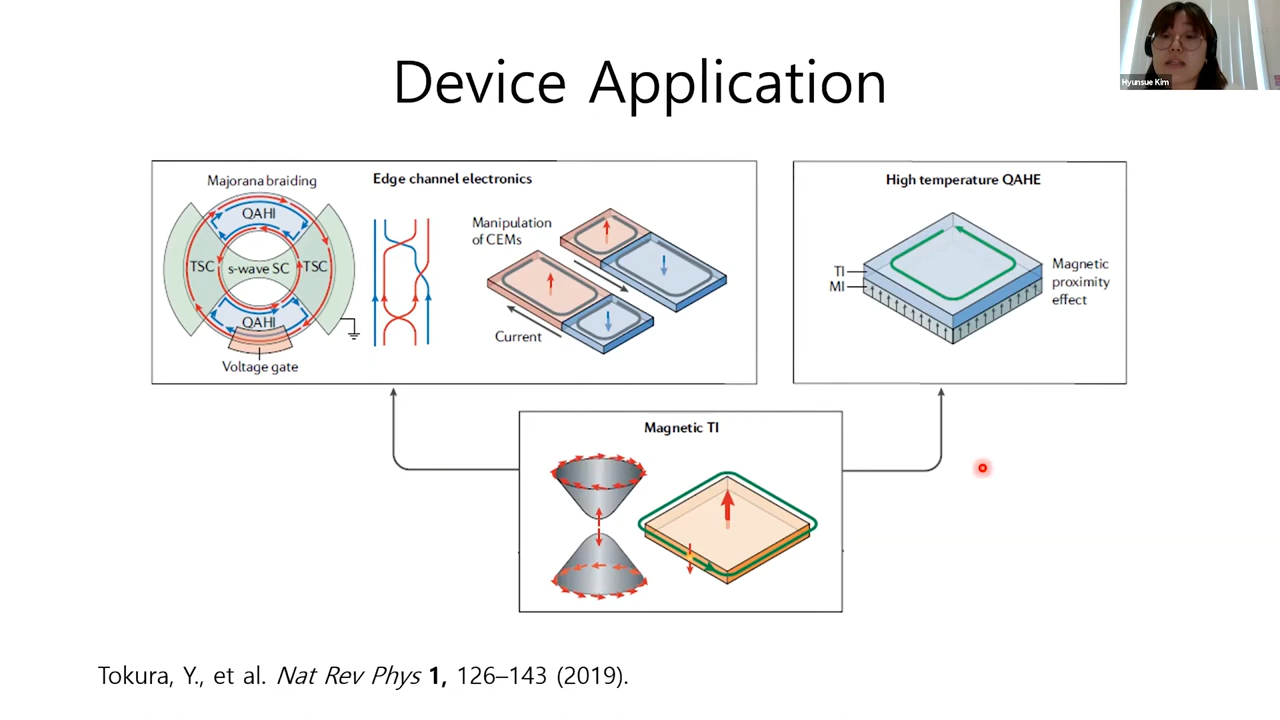 Device Application
Hyunsue Kim
Majorana braiding
QAHI
TSC
s-wave SC
TSC
QAHI
Voltage gate
Edge channel electronics
Manipulation
of CEMs
Current
High temperature QAHE
TI
MI
Magnetic
proximity
effect
Magnetic TI
Tokura, Y., et al. Nat Rev Phys 1, 126–143 (2019).